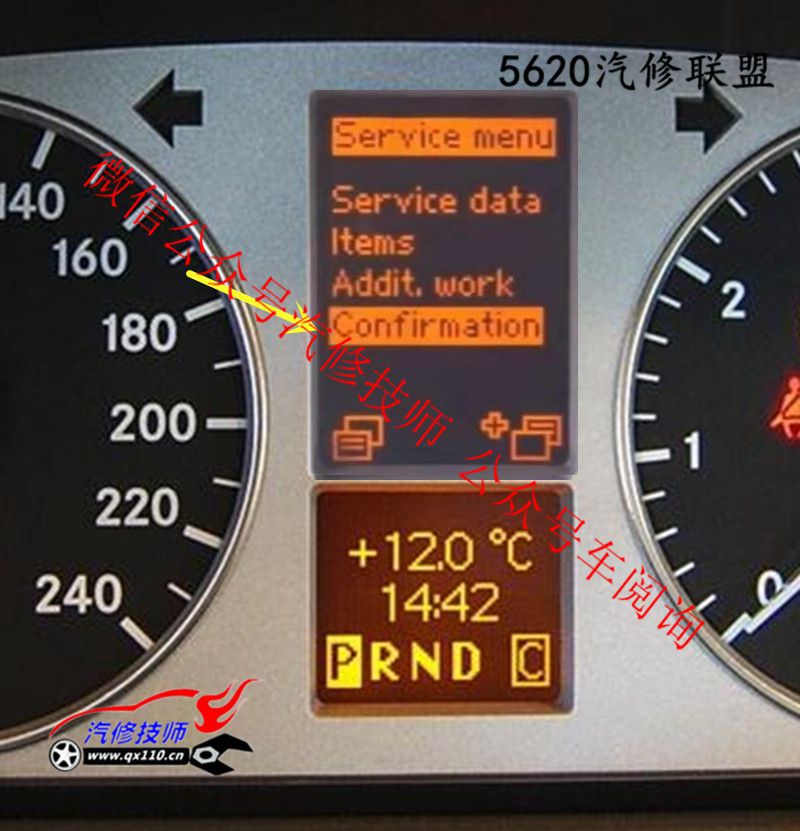 5620汽修联盟
Service menu
Service data
Items
Addit. work
Confirmation
+12.0 °C
14:42
PRND C
140
160
180
200
220
240
2
1
0
微信公众号汽修技师 公众号车阅询
汽修技师
www.qx110.cn